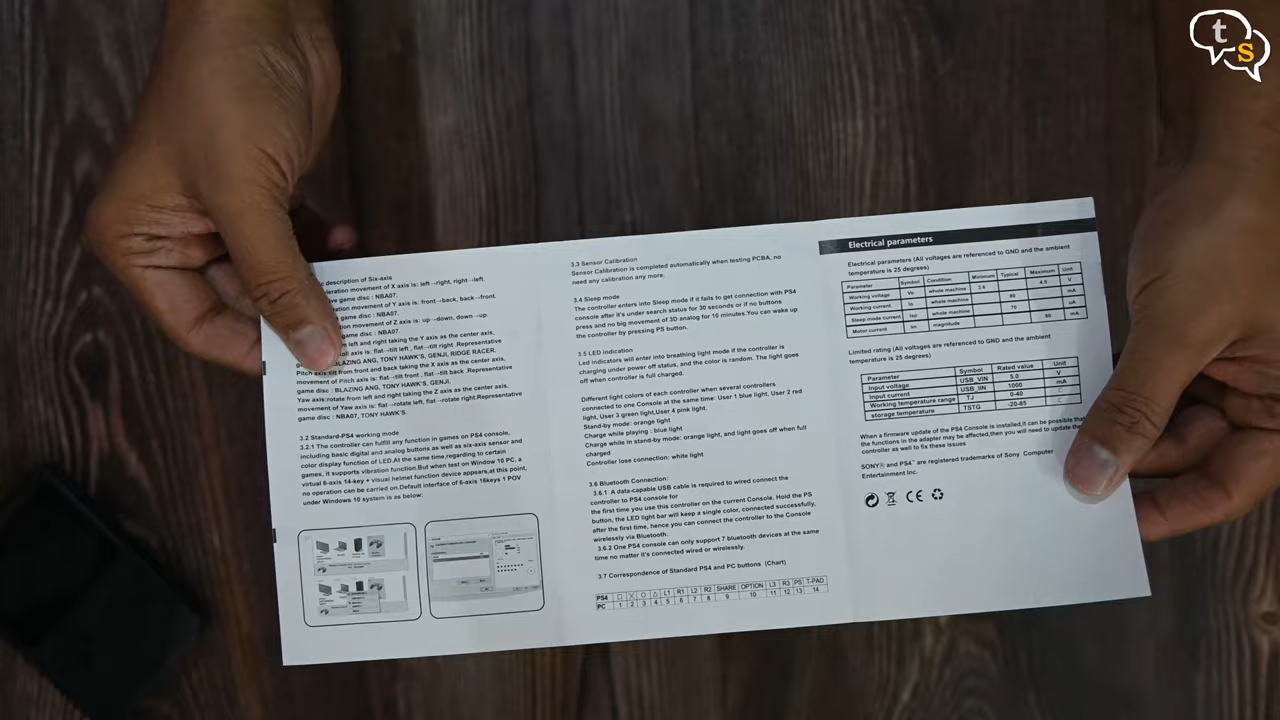 description of Six-axis
movement of X axis is: left→right, right→left.
game disc : NBA07.
movement of Y axis is: front→back, back→front.
game disc : NBA07.
movement of Z axis is: up→down, down→up.
game disc : NBA07.
left and right taking the Y axis as the center axis,
axis is: flat→tilt left , flat→tilt right .Representative
BLAZING ANG, TONY HAWK'S, GENJI, RIDGE RACER.
Pitch axis:tilt from front and back taking the X axis as the center axis,
movement of Pitch axis is: flat→tilt front , flat→tilt back .Representative
game disc : BLAZING ANG, TONY HAWK'S, GENJI.
Yaw axis:rotate from left and right taking the Z axis as the center axis,
movement of Yaw axis is: flat→rotate left, flat→rotate right.Representative
game disc: NBA07, TONY HAWK'S.
3.2 Standard-PS4 working mode
3.2.1 The controller can fulfill any function in games on PS4 console,
including basic digital and analog buttons as well as six-axis sensor and
color display function of LED.At the same time,regarding to certain
games, it supports vibration function.But when test on Window 10 PC, a
virtual 6-axis 14-key + visual helmet function device appears,at this point,
no operation can be carried on.Default interface of 6-axis 16keys 1 POV
under Windows 10 system is as below:
3.3 Sensor Calibration
Sensor Calibration is completed automatically when testing PCBA, no
need any calibration any more.
3.4 Sleep mode
The controller enters into Sleep mode if it fails to get connection with PS4
console after it's under search status for 30 seconds or if no buttons
press and no big movement of 3D analog for 10 minutes.You can wake up
the controller by pressing PS button.
3.5 LED indication
Led indicators will enter into breathing light mode if the controller is
charging under power off status, and the color is random. The light goes
off when controller is full charged.
Different light colors of each controller when several controllers
connected to one Console at the same time: User 1 blue light, User 2 red
light, User 3 green light,User 4 pink light.
Stand-by mode: orange light
Charge while playing : blue light
Charge while in stand-by mode: orange light, and light goes off when full
charged
Controller lose connection: white light
3.6 Bluetooth Connection:
3.6.1 A data-capable USB cable is required to wired connect the
controller to PS4 console for
the first time you use this controller on the current Console. Hold the PS
button, the LED light bar will keep a single color, connected successfully,
after the first time, hence you can connect the controller to the Console
wirelessly via Bluetooth.
3.6.2 One PS4 console can only support 7 bluetooth devices at the same
time no matter it's connected wired or wirelessly.
3.7 Correspondence of Standard PS4 and PC buttons (Chart)
PS4 □ X ○ △ L1 R1 L2 R2 SHARE OPTION L3 R3 PS T-PAD
PC 1 2 3 4 5 6 7 8 9 10 11 12 13 14
Electrical parameters
Electrical parameters (All voltages are referenced to GND and the ambient
temperature is 25 degrees)
Parameter Symbol Condition Minimum Typical Maximum Unit
Working voltage Vo whole machine 3.6 4.5 V
Working current Io whole machine 80 mA
Sleep mode current Isl whole machine 70 uA
Motor current Im magnitude 80 mA
Limited rating (All voltages are referenced to GND and the ambient
temperature is 25 degrees)
Parameter Symbol Rated value Unit
Input voltage USB_VIN 5.0 V
Input current USB_IIN 1000 mA
Working temperature range TJ 0-40 C
storage temperature TSTG -20-85 C
When a firmware update of the PS4 Console is installed,it can be possible that
the functions in the adapter may be affected,then you will need to update the
controller as well to fix these issues
SONY® and PS4™ are registered trademarks of Sony Computer
Entertainment Inc.
CE
t
s